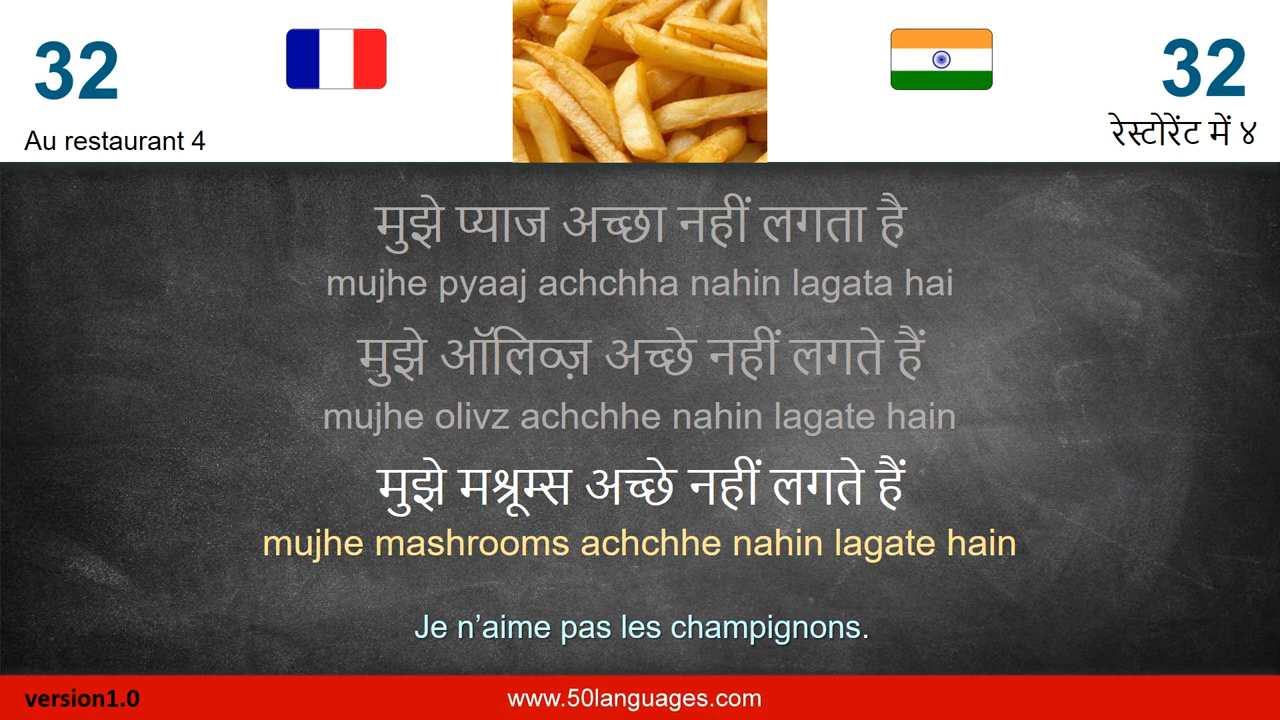 32
32
Au restaurant 4
रेस्टोरेंट में ४
मुझे प्याज अच्छा नहीं लगता है
mujhe pyaaj achchha nahin lagata hai
मुझे ऑलिव्ज़ अच्छे नहीं लगते हैं
mujhe olivz achchhe nahin lagate hain
मुझे मश्रूम्स अच्छे नहीं लगते हैं
mujhe mashrooms achchhe nahin lagate hain
Je n’aime pas les champignons.
version1.0
www.50languages.com